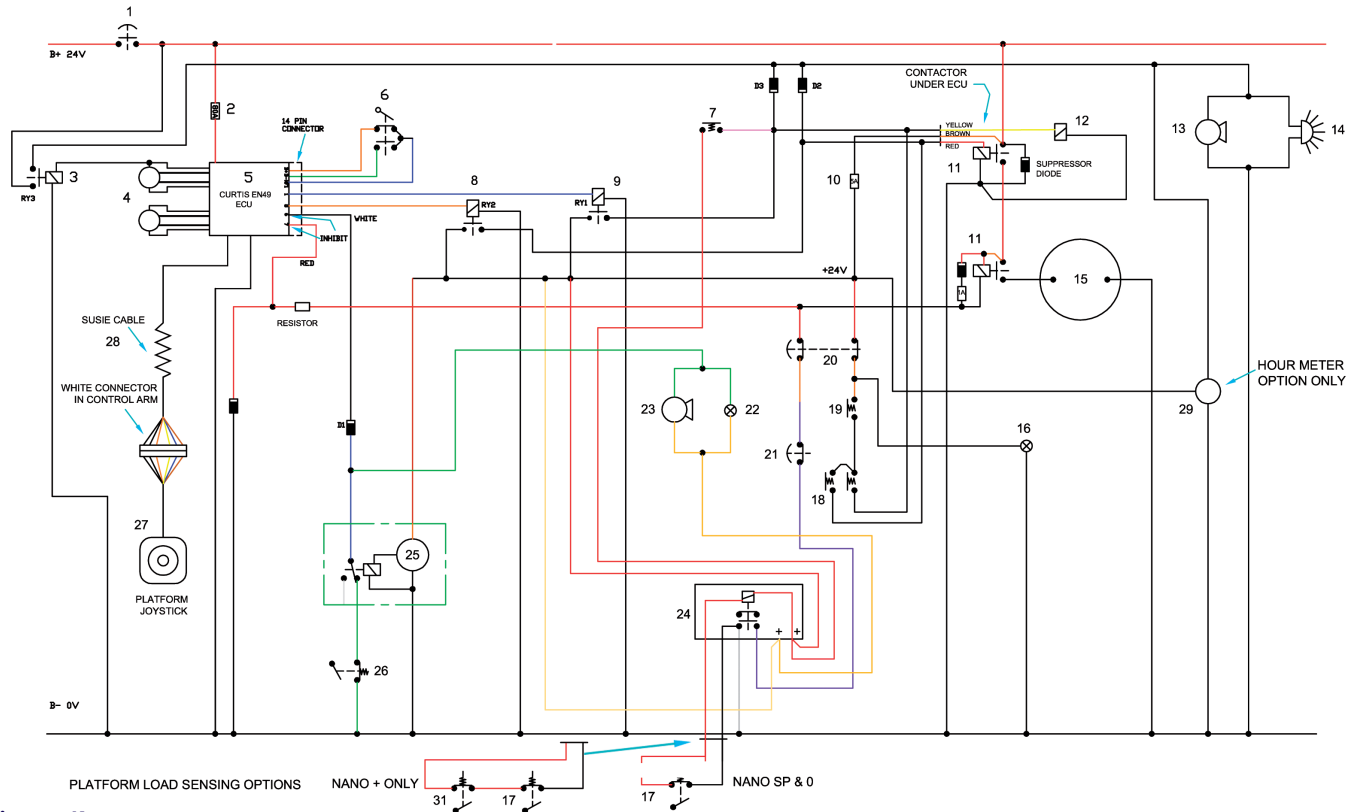 1
B+ 24V
CONTACTOR
UNDER ECU
D3
D2
6
2
80A
14 PIN
CONNECTOR
7
YELLOW
BROWN
RED
12
13
14
3
RY3
4
5
CURTIS EN49
ECU
8
RY2
9
RY1
10
5A
11
SUPPRESSOR
DIODE
WHITE
INHIBIT
RED
+24V
11
1A
15
RESISTOR
SUSIE CABLE
28
20
HOUR METER
OPTION ONLY
29
WHITE CONNECTOR
IN CONTROL ARM
23
22
19
D1
16
21
18
27
25
PLATFORM
JOYSTICK
24
+ +
26
B- 0V
PLATFORM LOAD SENSING OPTIONS
NANO + ONLY
31
17
17
NANO SP & 0